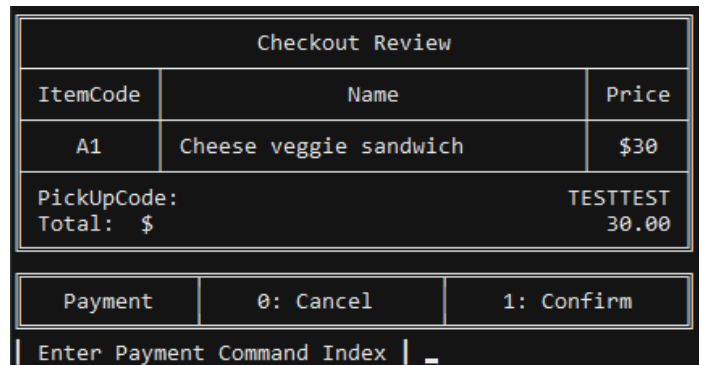 Checkout Review
ItemCode Name Price
A1 Cheese veggie sandwich $30
PickUpCode: TESTTEST
Total: $ 30.00
Payment 0: Cancel 1: Confirm
Enter Payment Command Index